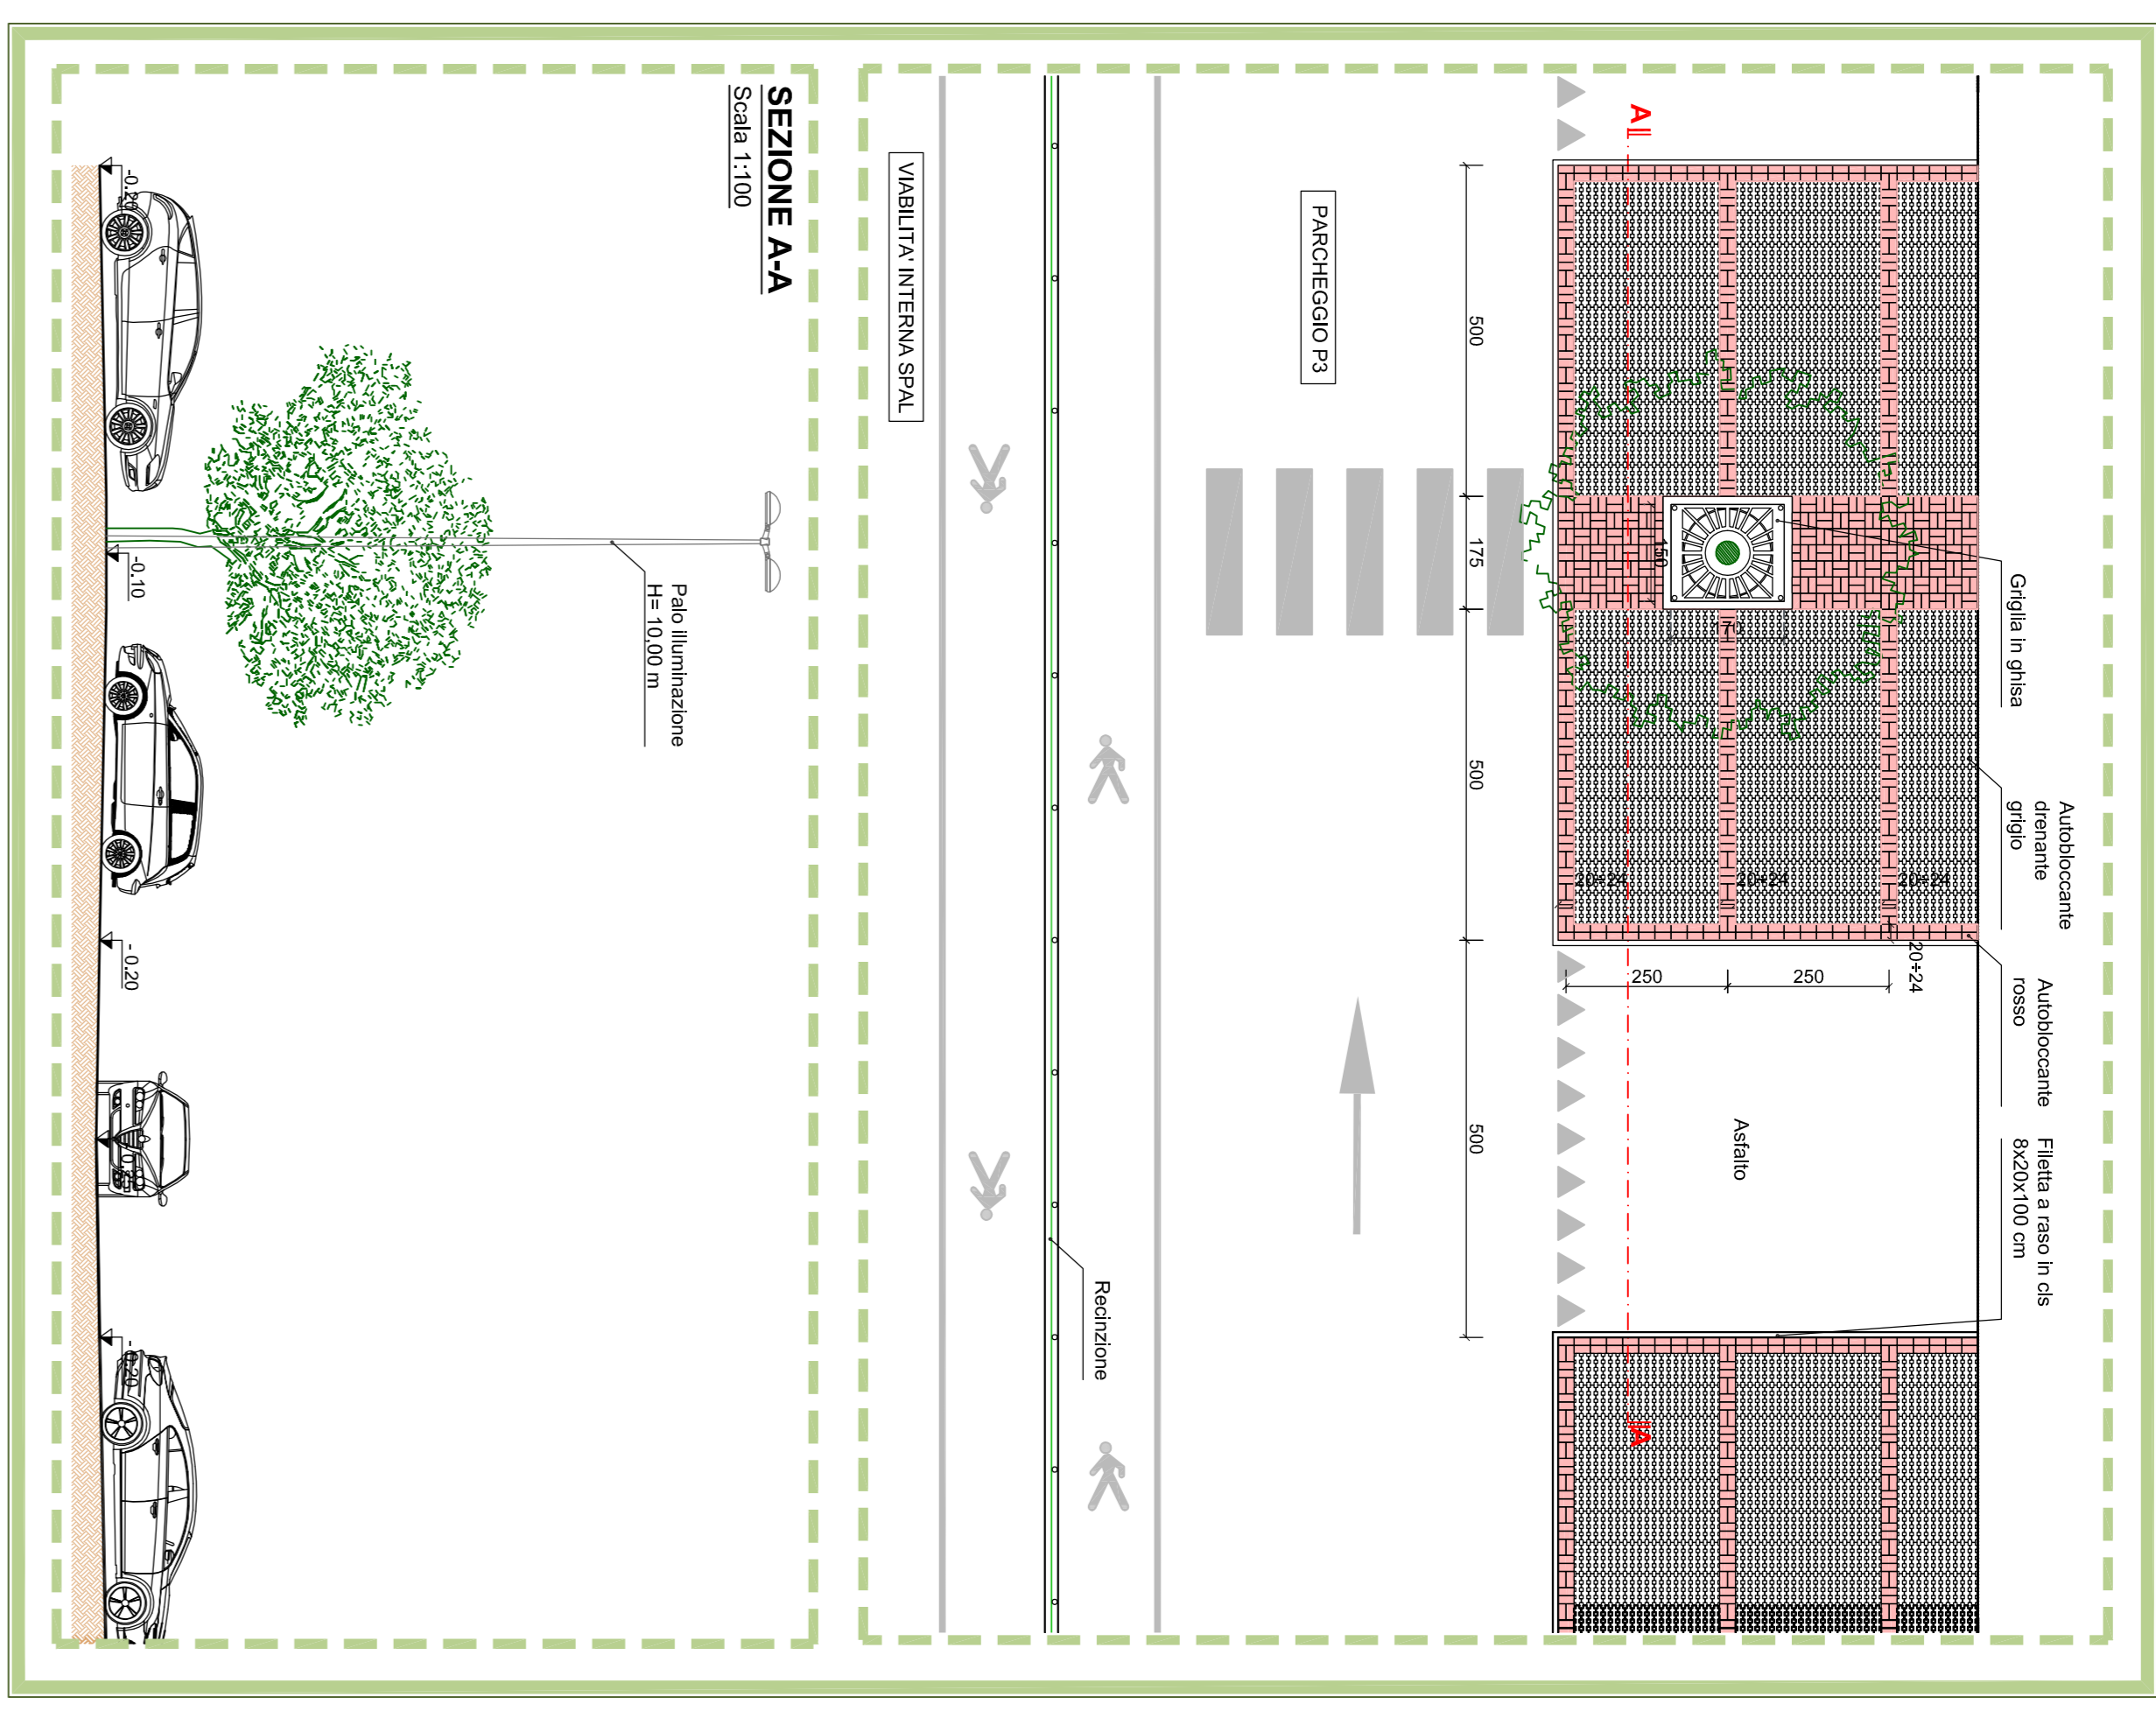 Griglia in ghisa
Autobloccante
drenante
grigio
Autobloccante
rosso
Filetta a raso in cls
8x20x100 cm
A
A
150
170
20÷24
20÷24
20÷24
20÷24
250
250
Asfalto
500
175
500
500
PARCHEGGIO P3
Recinzione
VIABILITA' INTERNA SPAL
SEZIONE A-A
Scala 1:100
Palo illuminazione
H= 10.00 m
-0.20
-0.10
- 0.20
- 0.20